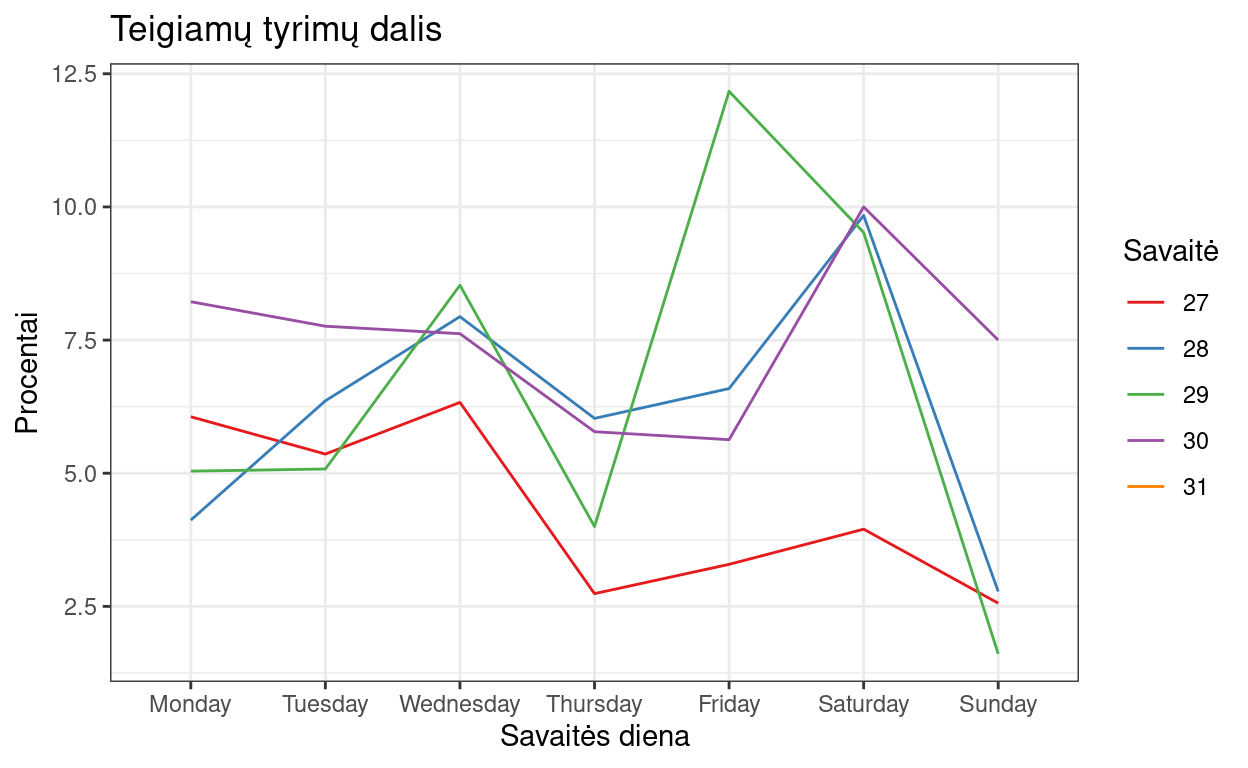 Teigiamų tyrimų dalis
Procentai
12.5
10.0
7.5
5.0
2.5
Monday Tuesday Wednesday Thursday Friday Saturday Sunday
Savaitės diena
Savaitė
27
28
29
30
31